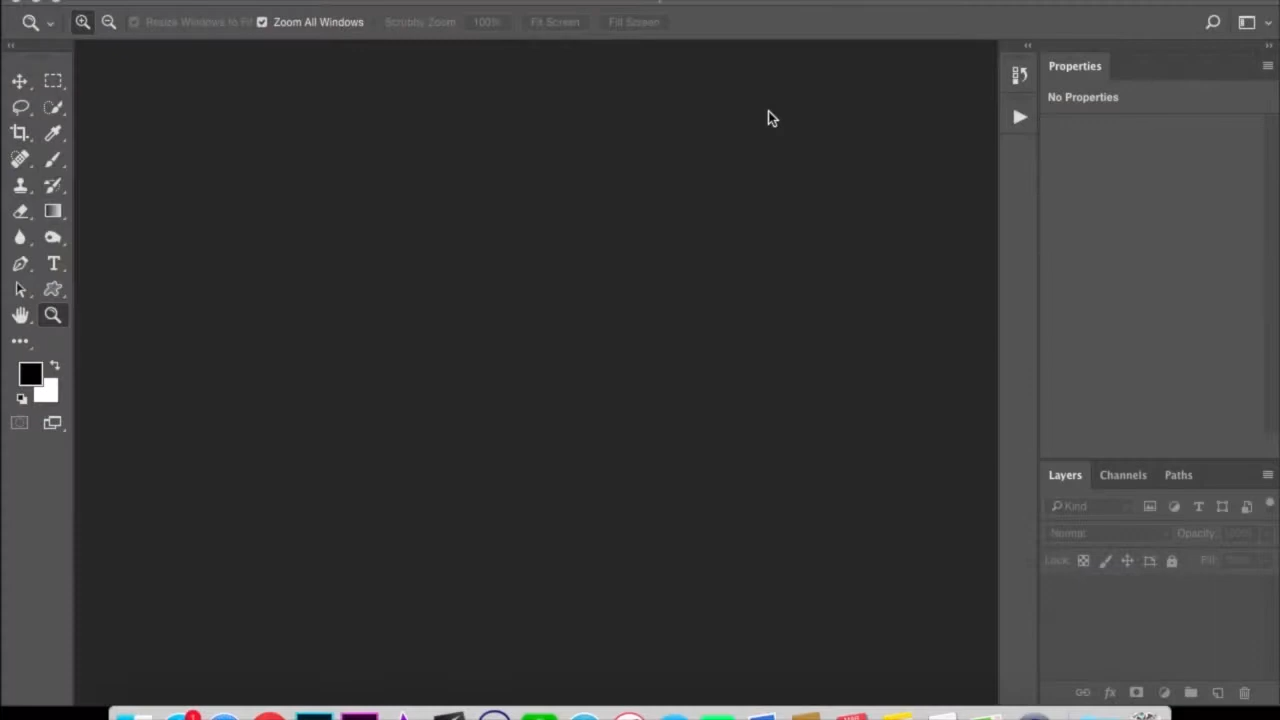 Resize Windows to Fit Zoom All Windows Scrubby Zoom 100% Fit Screen Fill Screen
Properties
No Properties
Layers Channels Paths
Kind
Normal Opacity:
Lock: Fill: